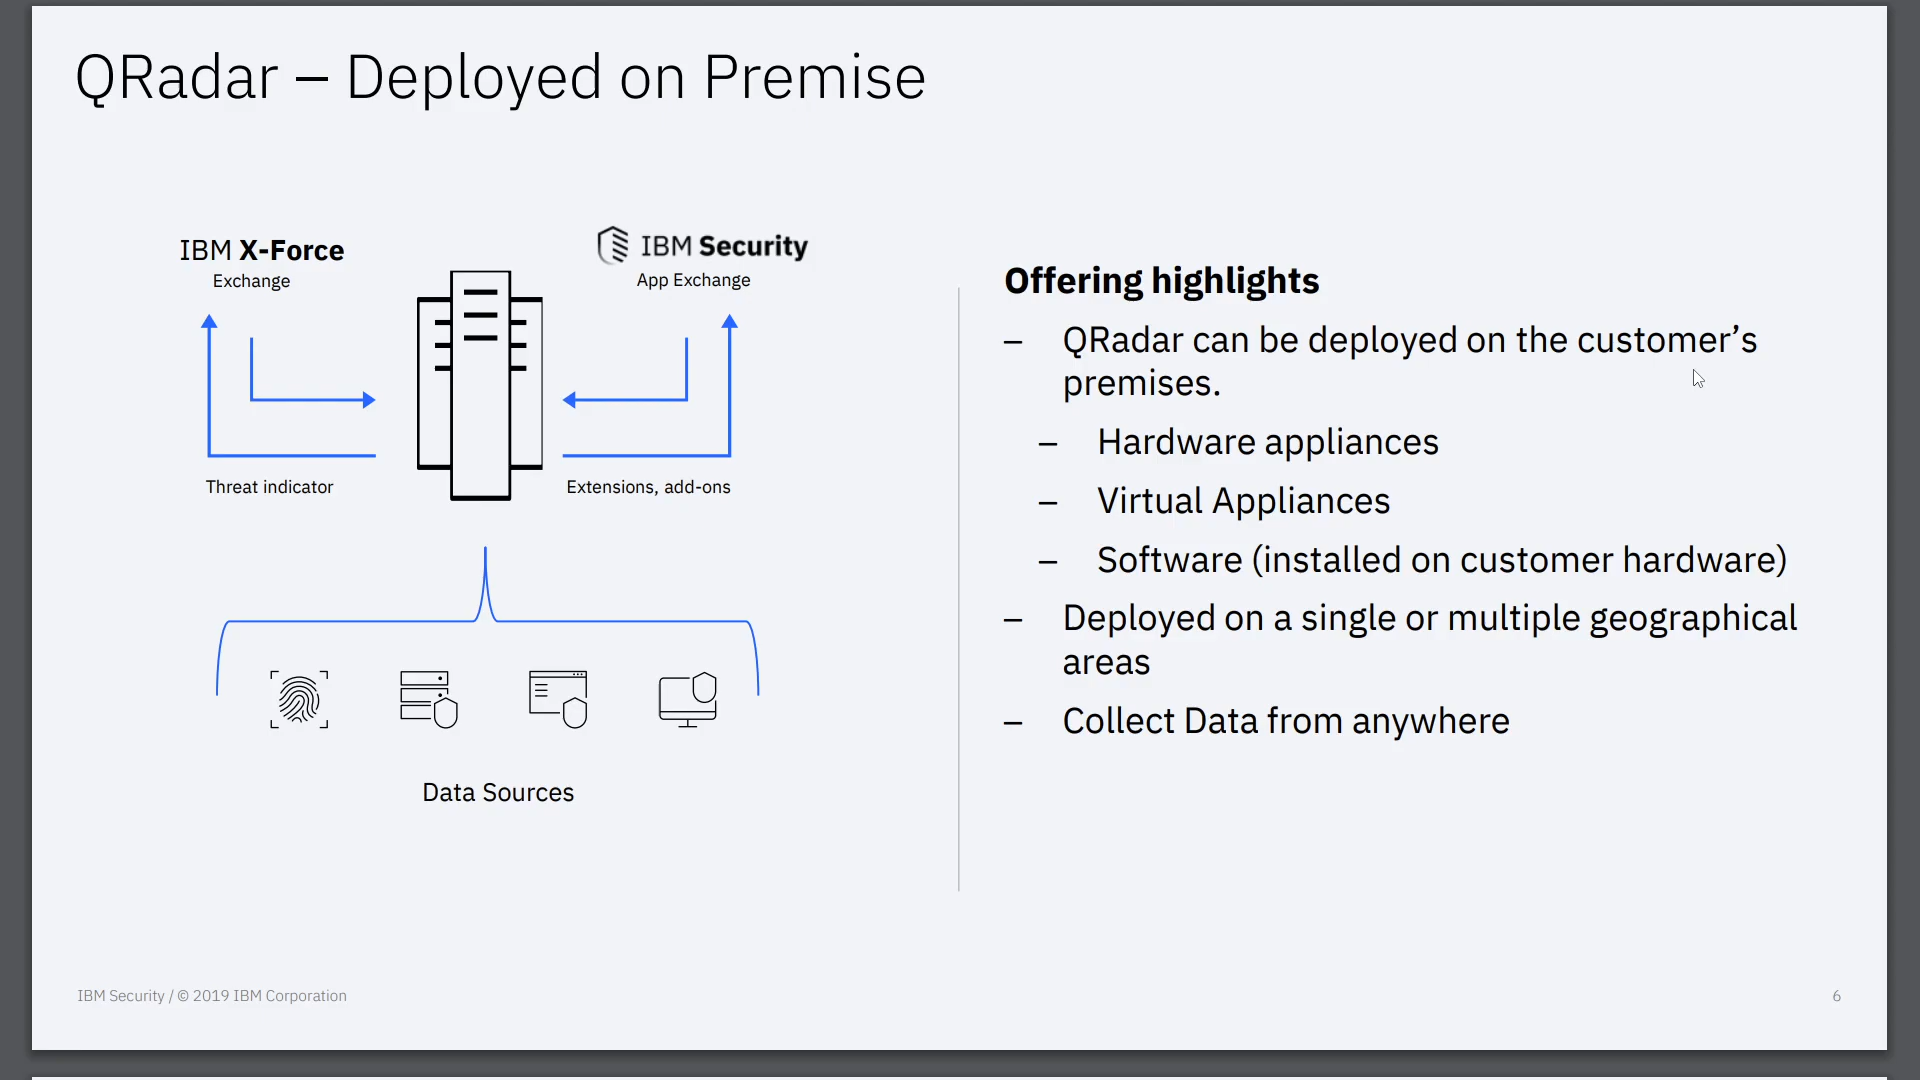 QRadar – Deployed on Premise
IBM X-Force
Exchange
IBM Security
App Exchange
Threat indicator
Extensions, add-ons
Data Sources
Offering highlights
– QRadar can be deployed on the customer’s
premises.
– Hardware appliances
– Virtual Appliances
– Software (installed on customer hardware)
– Deployed on a single or multiple geographical
areas
– Collect Data from anywhere
IBM Security / © 2019 IBM Corporation
6